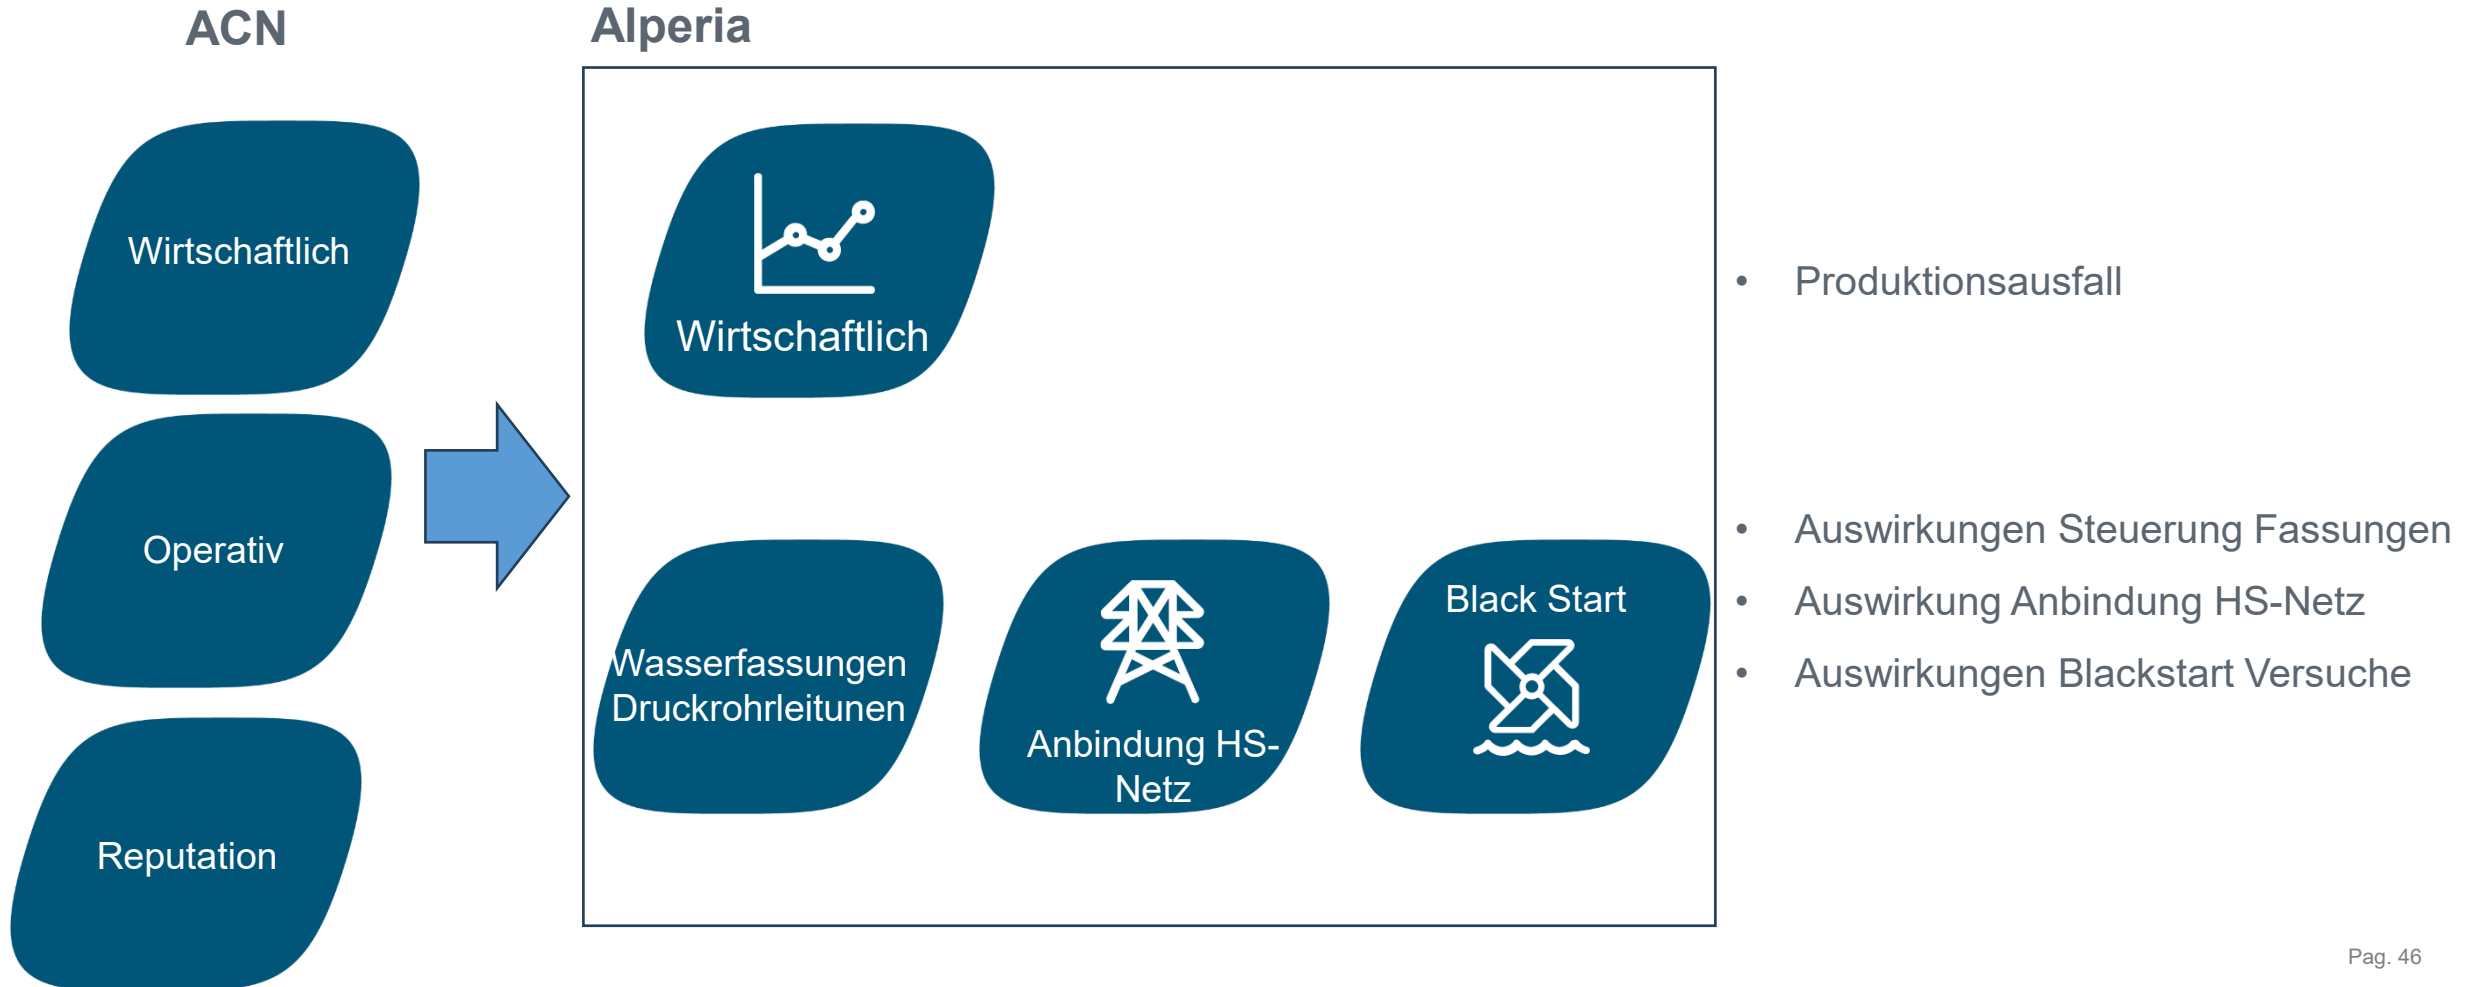 ACN
Alperia
Wirtschaftlich
Operativ
Reputation
Wirtschaftlich
Wasserfassungen
Druckrohrleitunen
Anbindung HS-
Netz
Black Start
• Produktionsausfall
• Auswirkungen Steuerung Fassungen
• Auswirkung Anbindung HS-Netz
• Auswirkungen Blackstart Versuche
Pag. 46